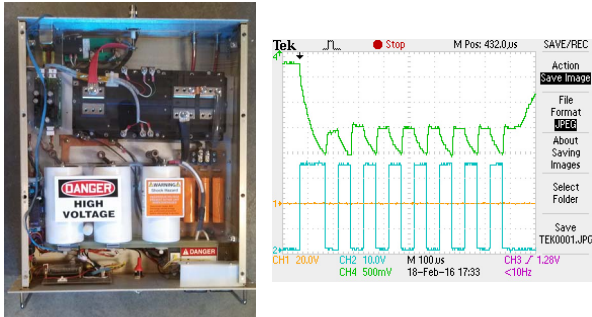 DANGER
HIGH
VOLTAGE
WARNING
Shock Hazard
DANGER
Tek
Stop
M Pos: 432.0µs
SAVE/REC
4
Action
Save Image
File
Format
JPEG
About
Saving
Images
Select
Folder
1
Save
TEK0001.JPG
2
CH1 20.0V
CH2 10.0V
M 100µs
CH3 / 1.28V
CH4 500mV
18-Feb-16 17:33
<10Hz